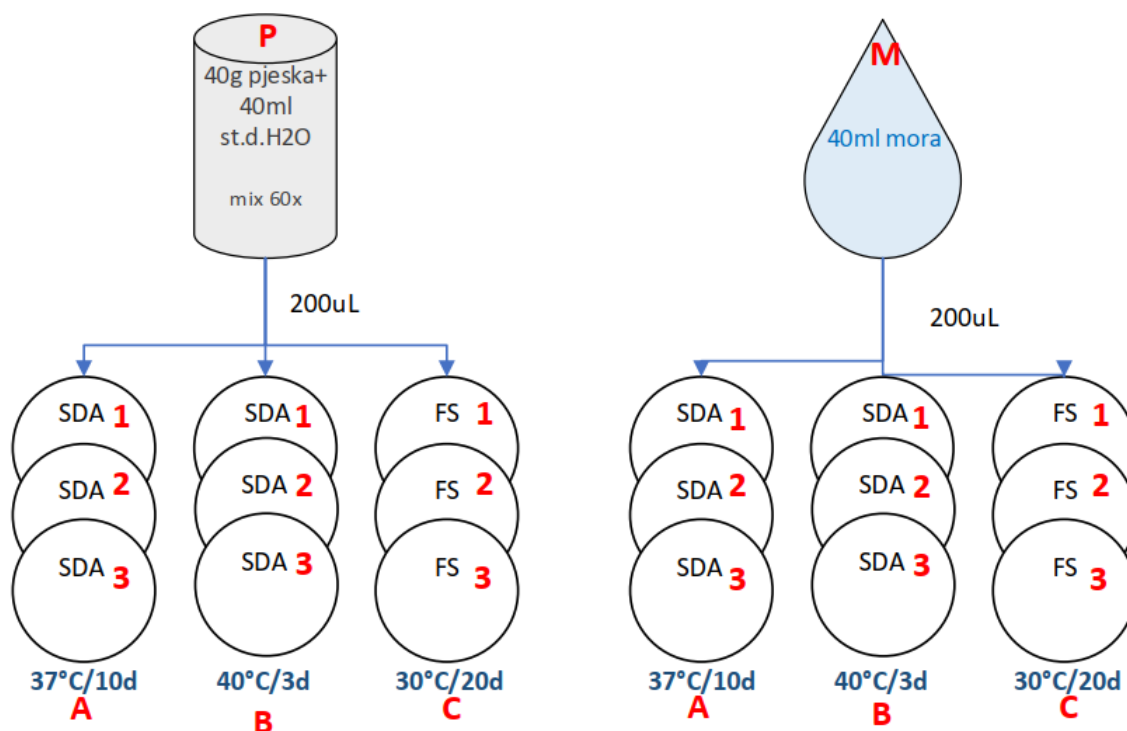 P
40g pjeska+
40ml
st.d.H2O
mix 60x
M
40ml mora
200uL
200uL
SDA 1
SDA 1
FS 1
SDA 1
SDA 1
FS 1
SDA 2
SDA 2
FS 2
SDA 2
SDA 2
FS 2
SDA 3
SDA 3
FS 3
SDA 3
SDA 3
FS 3
37°C/10d
40°C/3d
30°C/20d
37°C/10d
40°C/3d
30°C/20d
A
B
C
A
B
C